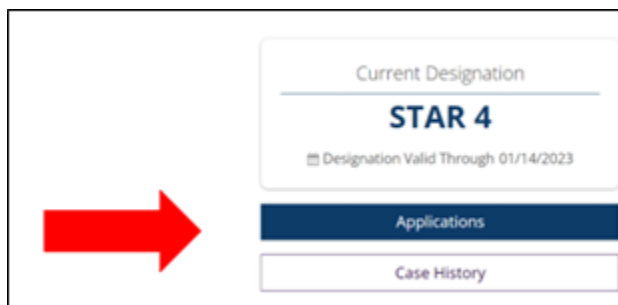 Current Designation
STAR 4
Designation Valid Through 01/14/2023
Applications
Case History